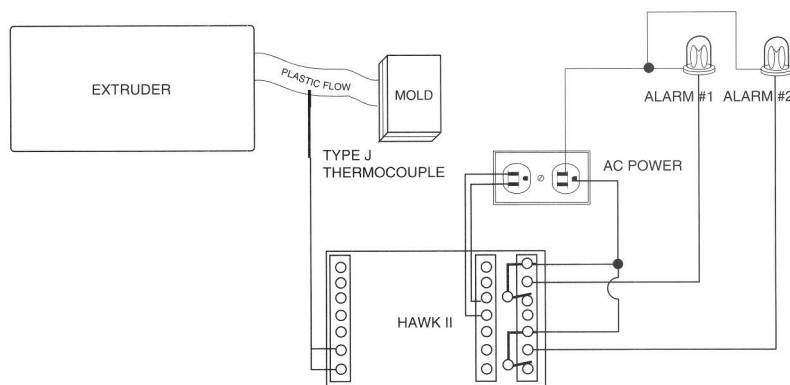 EXTRUDER
PLASTIC FLOW
MOLD
ALARM #1
ALARM #2
TYPE J
THERMOCOUPLE
AC POWER
HAWK II